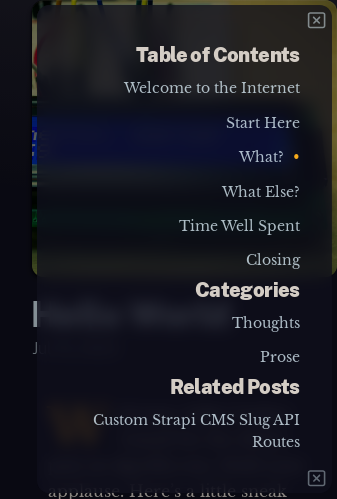 Table of Contents
Welcome to the Internet
Start Here
What? •
What Else?
Time Well Spent
Closing
Categories
Thoughts
Prose
Related Posts
Custom Strapi CMS Slug API
Routes
applause. Here's a little sneak